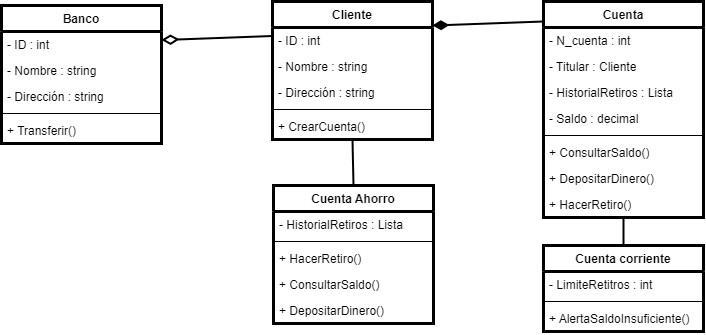 Banco
- ID : int
- Nombre : string
- Dirección : string
+ Transferir()
Cliente
- ID : int
- Nombre : string
- Dirección : string
+ CrearCuenta()
Cuenta
- N_cuenta : int
- Titular : Cliente
- HistorialRetiros : Lista
- Saldo : decimal
+ ConsultarSaldo()
+ DepositarDinero()
+ HacerRetiro()
Cuenta Ahorro
- HistorialRetiros : Lista
+ HacerRetiro()
+ ConsultarSaldo()
+ DepositarDinero()
Cuenta corriente
- LimiteRetitros : int
+ AlertaSaldoInsuficiente()